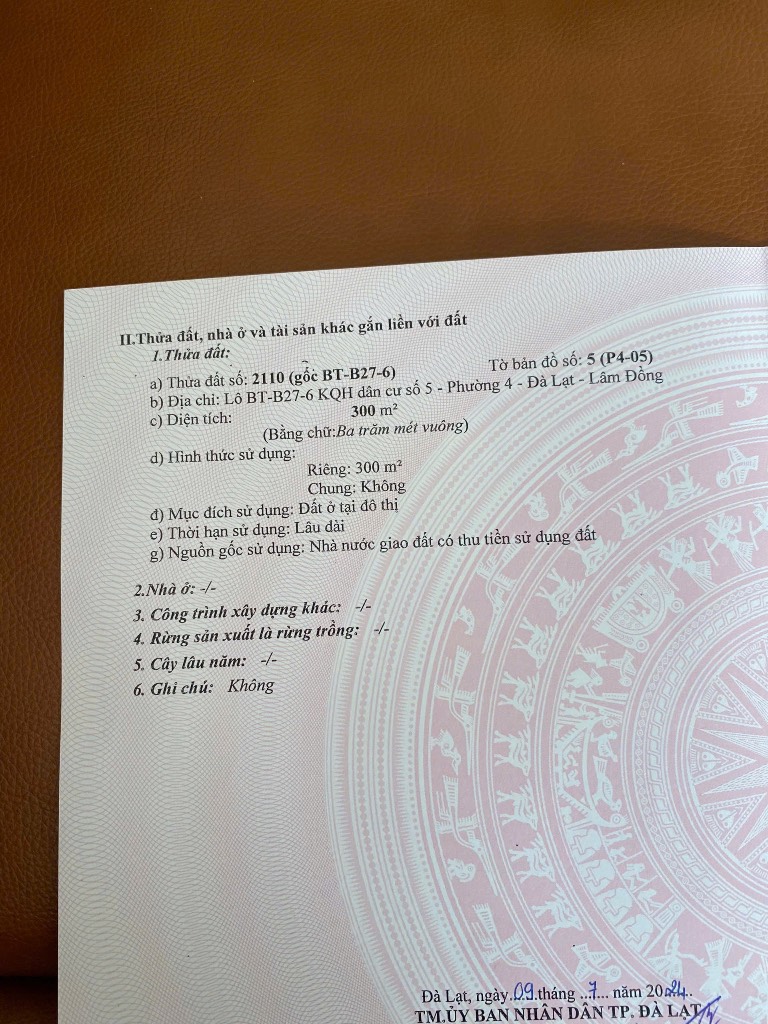 II.Thửa đất, nhà ở và tài sản khác gắn liền với đất
1.Thửa đất:
a) Thửa đất số: 2110 (gốc BT-B27-6) Tờ bản đồ số: 5 (P4-05)
b) Địa chỉ: Lô BT-B27-6 KQH dân cư số 5 - Phường 4 - Đà Lạt - Lâm Đồng
c) Diện tích: 300 m²
(Bằng chữ:Ba trăm mét vuông)
d) Hình thức sử dụng:
Riêng: 300 m²
Chung: Không
đ) Mục đích sử dụng: Đất ở tại đô thị
e) Thời hạn sử dụng: Lâu dài
g) Nguồn gốc sử dụng: Nhà nước giao đất có thu tiền sử dụng đất
2.Nhà ở: -/-
3. Công trình xây dựng khác: -/-
4. Rừng sản xuất là rừng trồng: -/-
5. Cây lâu năm: -/-
6. Ghi chú: Không
Đà Lạt, ngày.09.tháng ..7... năm 2024..
TM.ỦY BAN NHÂN DÂN TP. ĐÀ LẠT